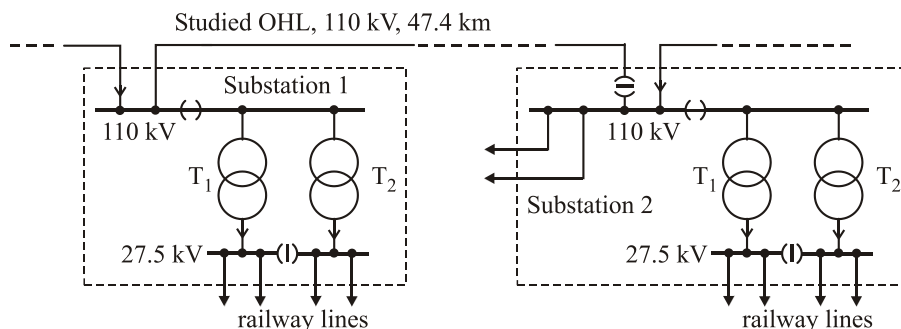 Studied OHL, 110 kV, 47.4 km
Substation 1
110 kV
T1
T2
27.5 kV
railway lines
110 kV
Substation 2
T1
T2
27.5 kV
railway lines